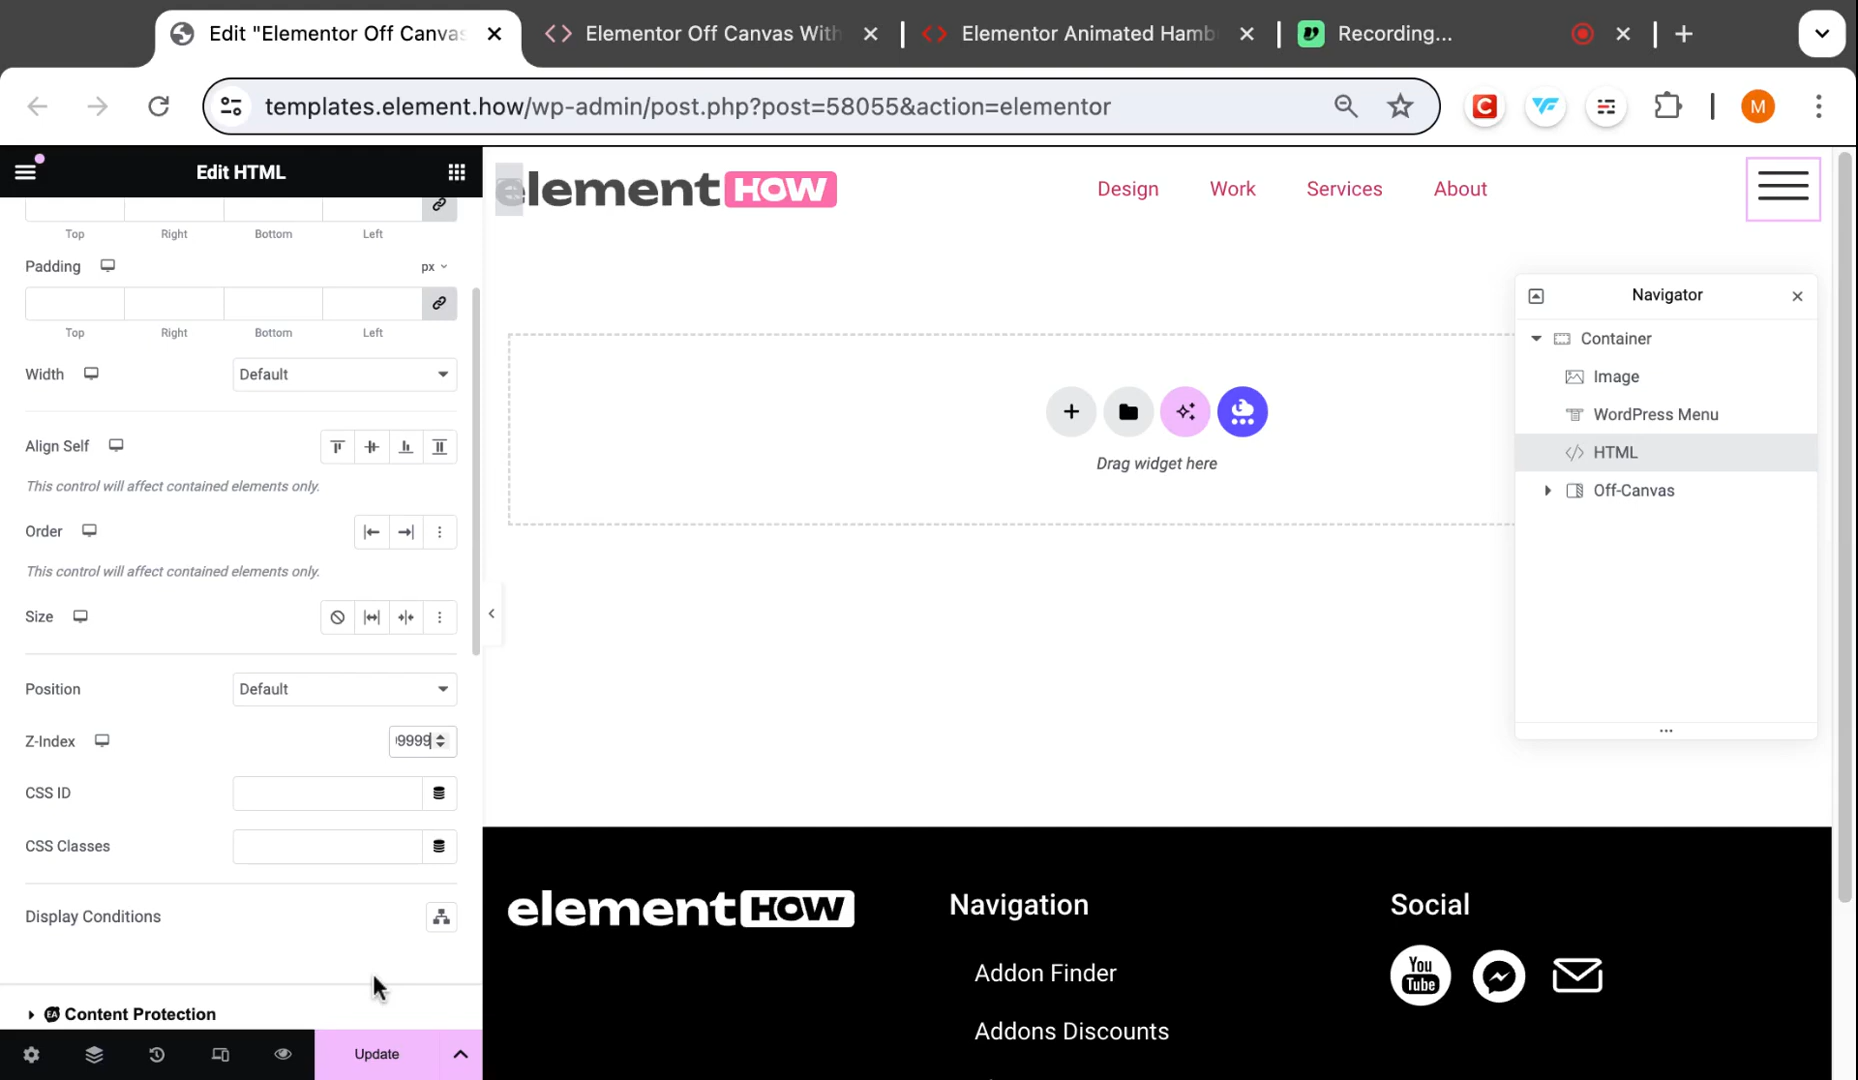 Edit "Elementor Off Canvas
Elementor Off Canvas With
Elementor Animated Hamb
Recording...
templates.element.how/wp-admin/post.php?post=58055&action=elementor
C
M
Edit HTML
Top Right Bottom Left
Padding px
Top Right Bottom Left
Width Default
Align Self
This control will affect contained elements only.
Order
This control will affect contained elements only.
Size
Position Default
Z-Index 9999
CSS ID
CSS Classes
Display Conditions
EA Content Protection
Update
element HOW
Design Work Services About
Drag widget here
Navigator
Container
Image
WordPress Menu
HTML
Off-Canvas
element HOW
Navigation
Addon Finder
Addons Discounts
Social
You
Tube